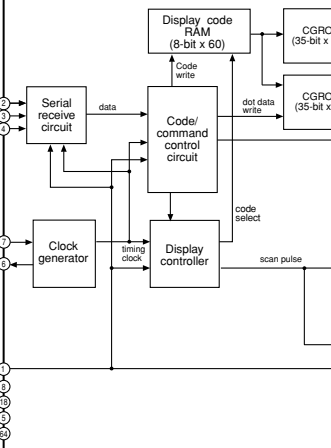 Display code
RAM
(8-bit x 60)
CGRO
(35-bit x
CGRO
(35-bit x
Code
write
2
3
4
Serial
receive
circuit
data
Code/
command
control
circuit
dot data
write
code
select
7
6
Clock
generator
timing
clock
Display
controller
scan pulse
1
8
18
5
64